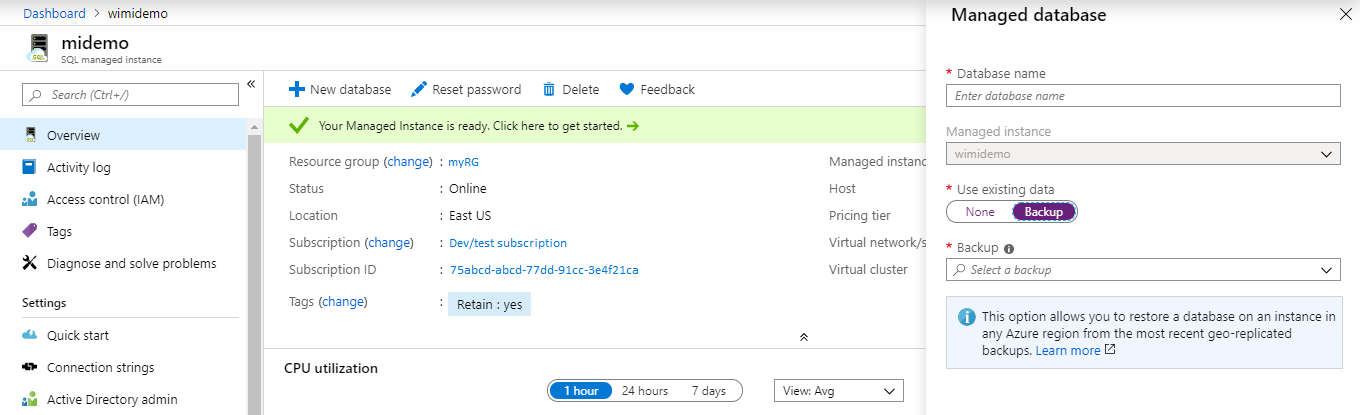 Dashboard > wimidemo
midemo
SQL managed instance
SQL
Search (Ctrl+/)
Overview
Activity log
Access control (IAM)
Tags
Diagnose and solve problems
Settings
Quick start
Connection strings
Active Directory admin
New database
Reset password
Delete
Feedback
Your Managed Instance is ready. Click here to get started.
Resource group (change) : myRG
Status : Online
Location : East US
Subscription (change) : Dev/test subscription
Subscription ID : 75abcd-abcd-77dd-91cc-3e4f21ca
Tags (change) : Retain : yes
Managed instanc
Host
Pricing tier
Virtual network/s
Virtual cluster
CPU utilization
1 hour 24 hours 7 days
View: Avg
Managed database
* Database name
Enter database name
Managed instance
wimidemo
* Use existing data
None Backup
* Backup
Select a backup
This option allows you to restore a database on an instance in
any Azure region from the most recent geo-replicated
backups. Learn more